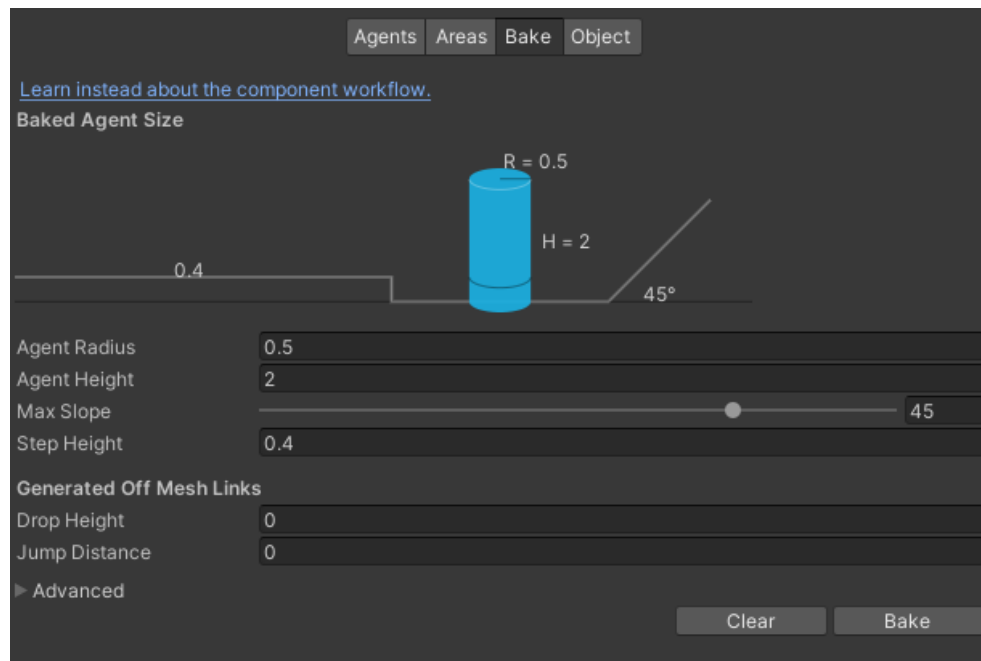 Agents Areas Bake Object
Learn instead about the component workflow.
Baked Agent Size
R = 0.5
H = 2
0.4
45°
Agent Radius 0.5
Agent Height 2
Max Slope 45
Step Height 0.4
Generated Off Mesh Links
Drop Height 0
Jump Distance 0
Advanced
Clear Bake